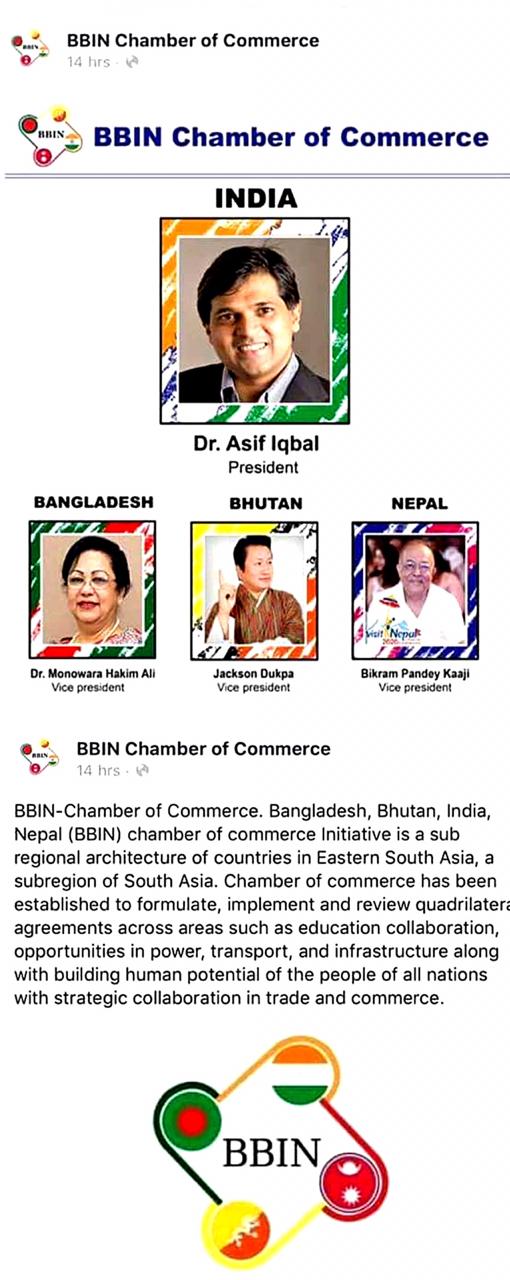 BBIN Chamber of Commerce
14 hrs ·
BBIN
BBIN Chamber of Commerce
INDIA
Dr. Asif Iqbal
President
BANGLADESH BHUTAN NEPAL
Visit Nepal
2020
Dr. Monowara Hakim Ali Jackson Dukpa Bikram Pandey Kaaji
Vice president Vice president Vice president
BBIN Chamber of Commerce
14 hrs ·
BBIN-Chamber of Commerce. Bangladesh, Bhutan, India,
Nepal (BBIN) chamber of commerce Initiative is a sub
regional architecture of countries in Eastern South Asia, a
subregion of South Asia. Chamber of commerce has been
established to formulate, implement and review quadrilatera
agreements across areas such as education collaboration,
opportunities in power, transport, and infrastructure along
with building human potential of the people of all nations
with strategic collaboration in trade and commerce.
BBIN